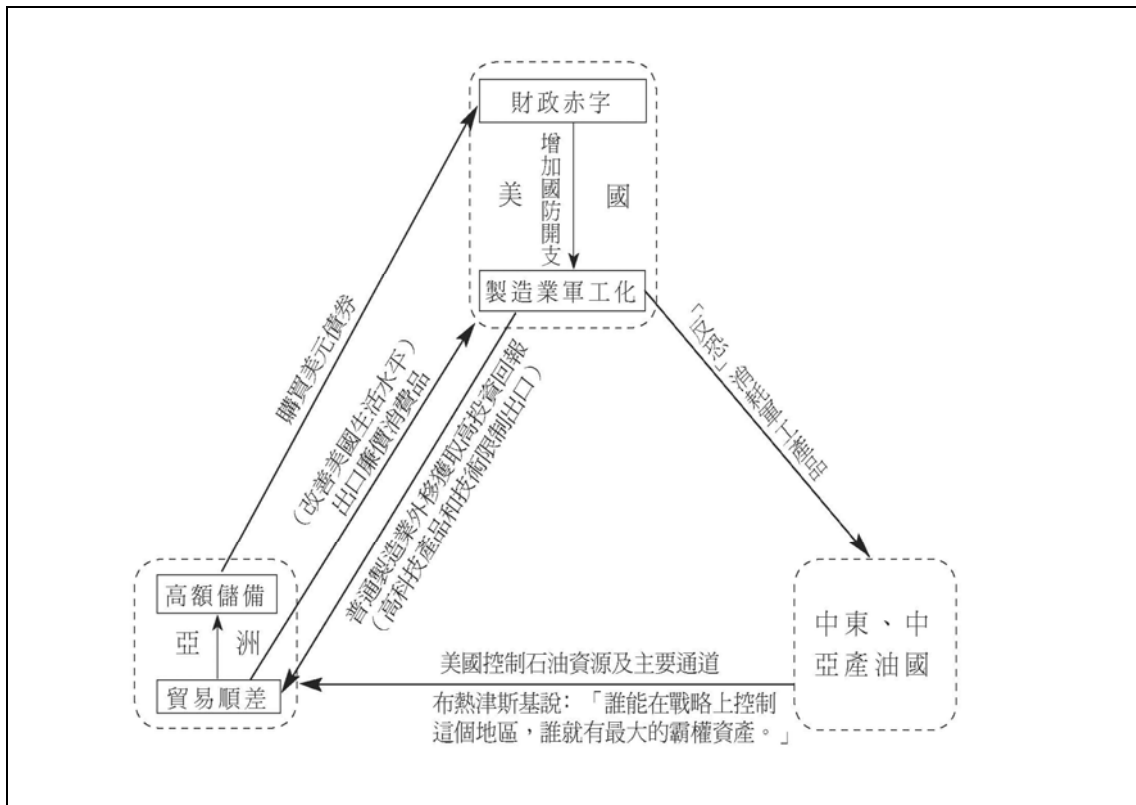 財政赤字
增加國防開支
美 國
製造業軍工化
購買美元債券
(改善美國生活水平)
出口廉價消費品
普通製造業外移獲取高投資回報
(高科技產品和技術限制出口)
「反恐」消耗軍工產品
高額儲備
亞 洲
貿易順差
中東、中
亞產油國
美國控制石油資源及主要通道
布熱津斯基說：「誰能在戰略上控制
這個地區，誰就有最大的霸權資產。」